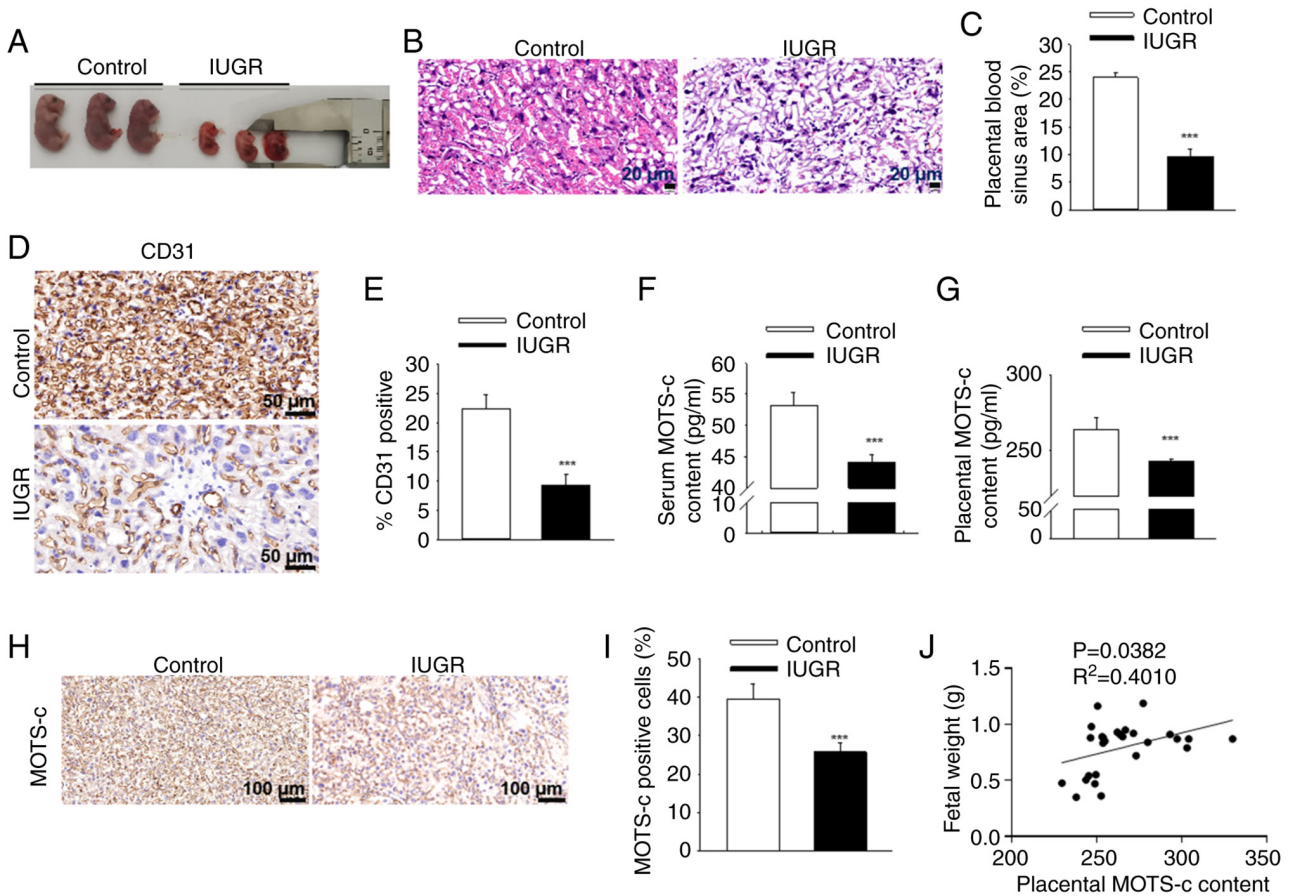 A
Control
IUGR
B
Control
IUGR
20 µm
20 µm
C
Control
IUGR
Placental blood
sinus area (%)
30
25
20
15
10
5
0
***
D
CD31
Control
50 µm
IUGR
50 µm
E
Control
IUGR
% CD31 positive
30
25
20
15
10
5
0
***
F
Control
IUGR
Serum MOTS-c
content (pg/ml)
60
55
50
45
40
10
0
***
G
Control
IUGR
Placental MOTS-c
content (pg/ml)
300
250
50
0
***
H
Control
IUGR
MOTS-c
100 µm
100 µm
I
Control
IUGR
MOTS-c positive cells (%)
50
40
30
20
10
0
***
J
P=0.0382
R²=0.4010
Fetal weight (g)
1.5
1.0
0.5
0.0
200 250 300 350
Placental MOTS-c content